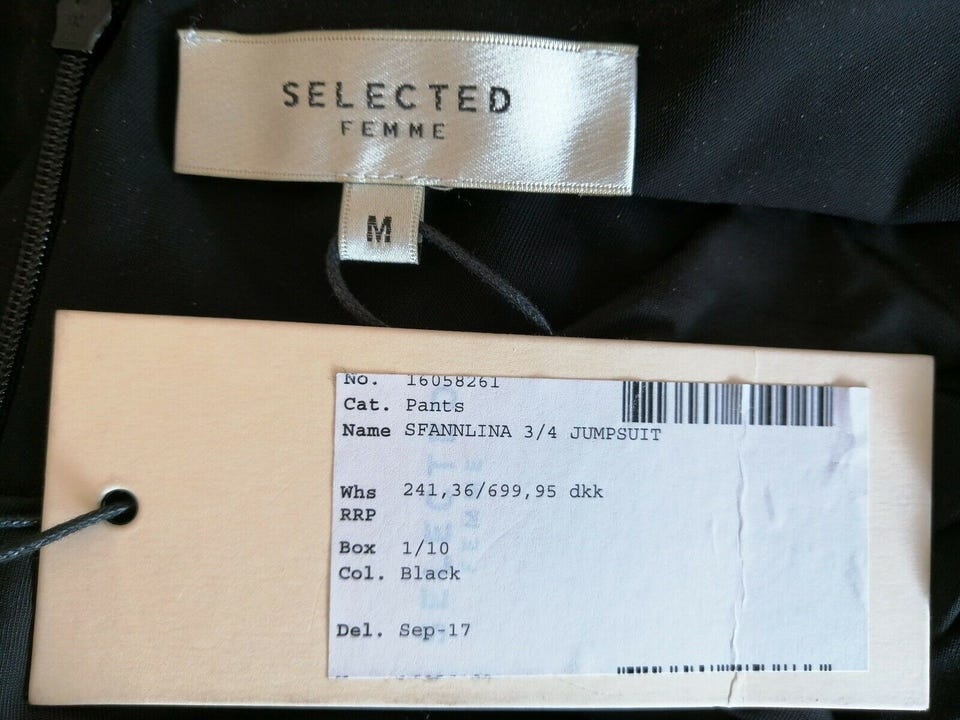 SELECTED
FEMME
M
No. 16058261
Cat. Pants
Name SFANNLINA 3/4 JUMPSUIT
Whs 241,36/699,95 dkk
RRP
Box 1/10
Col. Black
Del. Sep-17